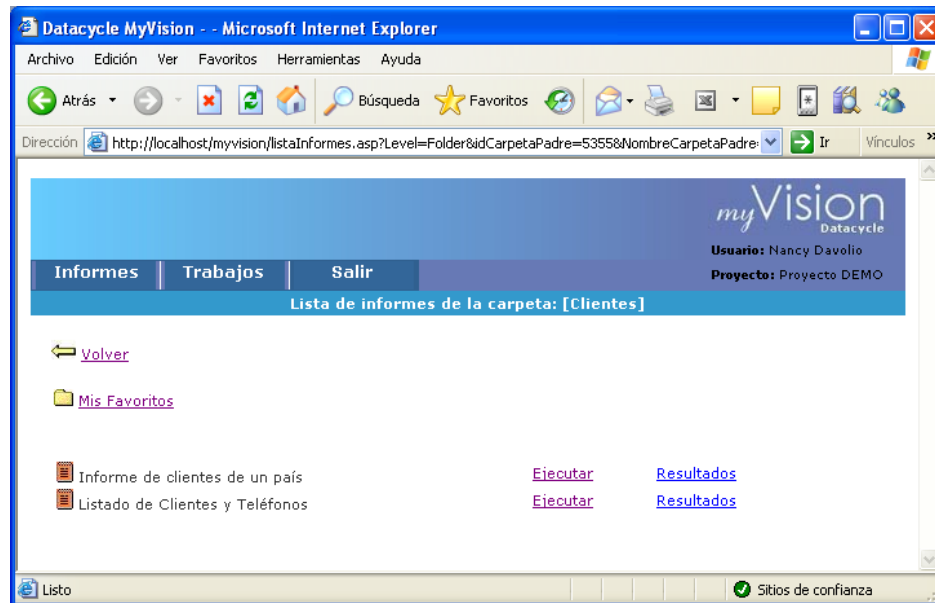 Datacycle MyVision - - Microsoft Internet Explorer
Archivo Edición Ver Favoritos Herramientas Ayuda
Atrás Búsqueda Favoritos
Dirección http://localhost/myvision/listaInformes.asp?Level=Folder&idCarpetaPadre=5355&NombreCarpetaPadre Ir Vínculos »
myVision
Datacycle
Usuario: Nancy Davolio
Informes Trabajos Salir Proyecto: Proyecto DEMO
Lista de informes de la carpeta: [Clientes]
Volver
Mis Favoritos
Informe de clientes de un país Ejecutar Resultados
Listado de Clientes y Teléfonos Ejecutar Resultados
Listo Sitios de confianza